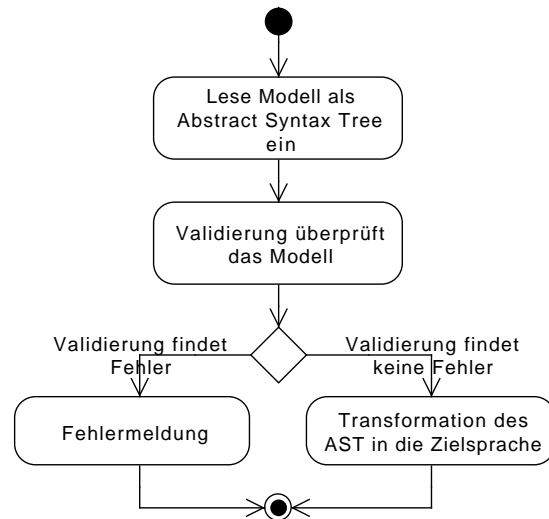 Lese Modell als
Abstract Syntax Tree
ein
Validierung überprüft
das Modell
Validierung findet
Fehler
Validierung findet
keine Fehler
Fehlermeldung
Transformation des
AST in die Zielsprache